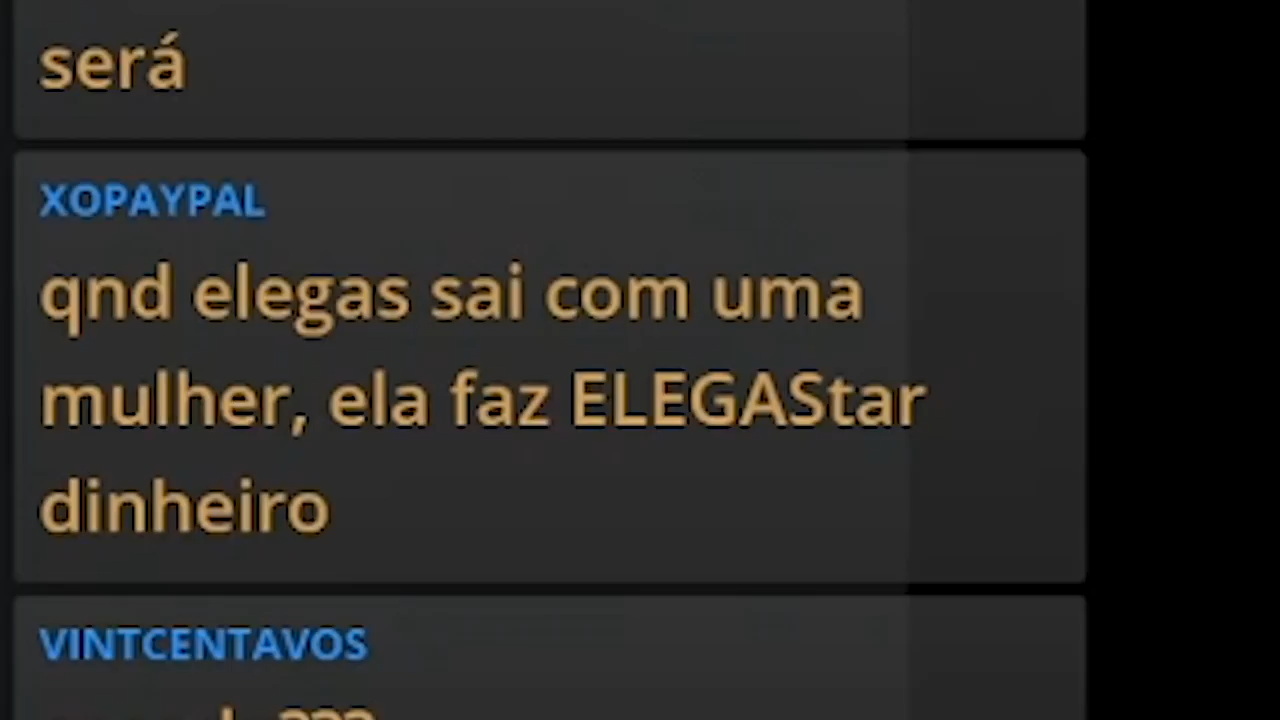 será
XOPAYPAL
qnd elegas sai com uma
mulher, ela faz ELEGAStar
dinheiro
VINTCENTAVOS